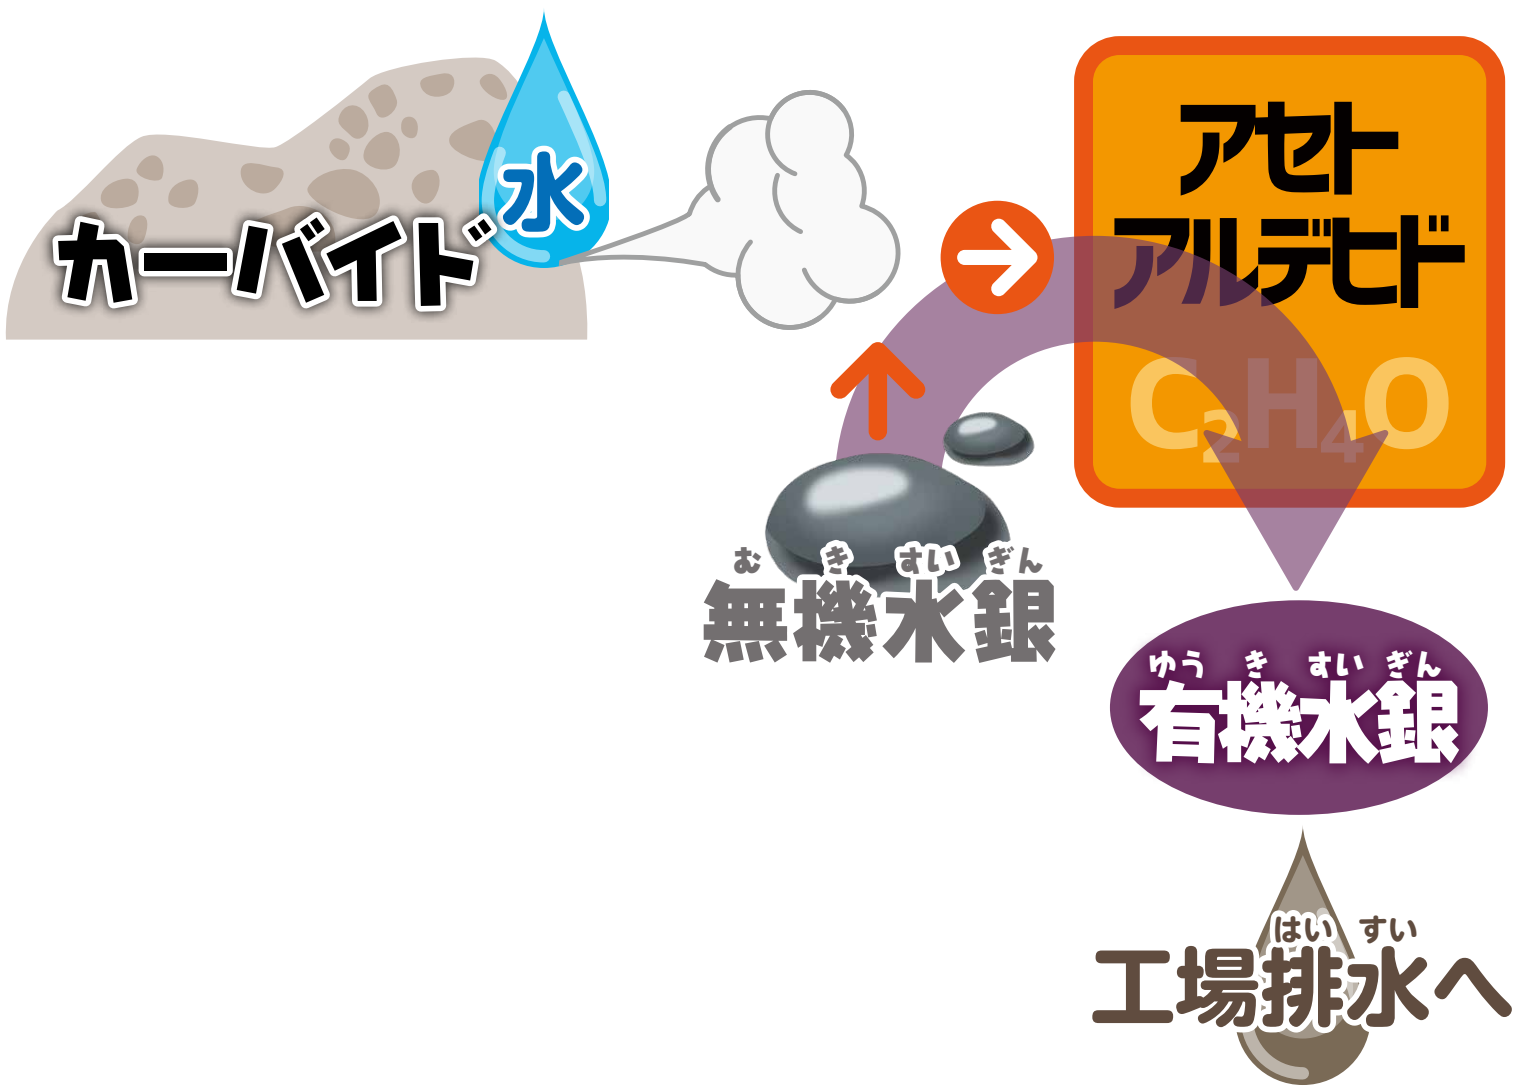 カーバイド
水
アセト
アルデヒド
C₂H₄O
む き すい ぎん
無機水銀
ゆう き すい ぎん
有機水銀
はい すい
工場排水へ